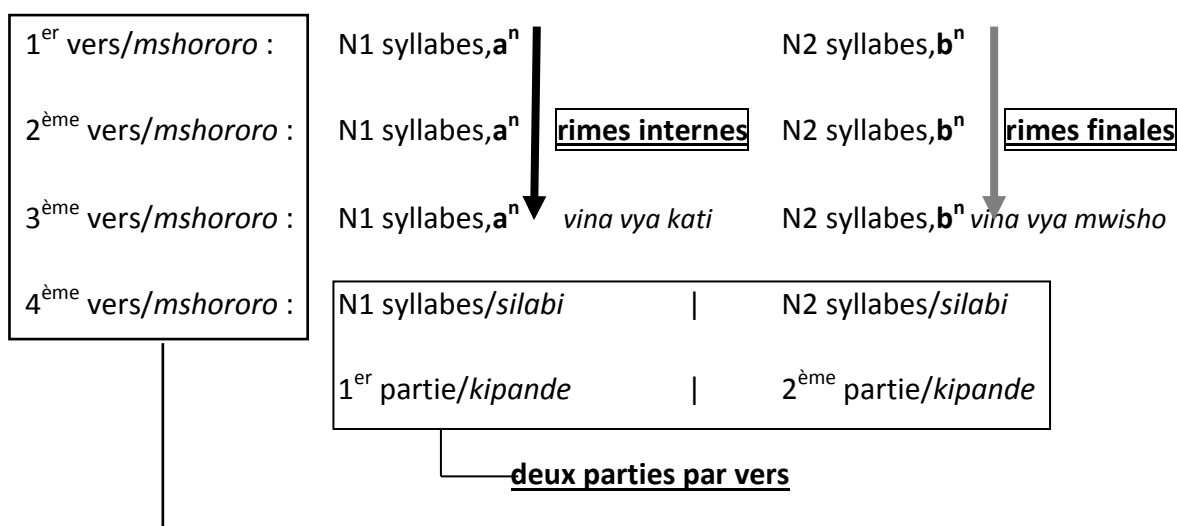 1er vers/mshororo : N1 syllabes,an N2 syllabes,bn
2ème vers/mshororo : N1 syllabes,an rimes internes N2 syllabes,bn rimes finales
3ème vers/mshororo : N1 syllabes,an vina vya kati N2 syllabes,bn vina vya mwisho
4ème vers/mshororo : N1 syllabes/silabi | N2 syllabes/silabi
1er partie/kipande | 2ème partie/kipande
deux parties par vers